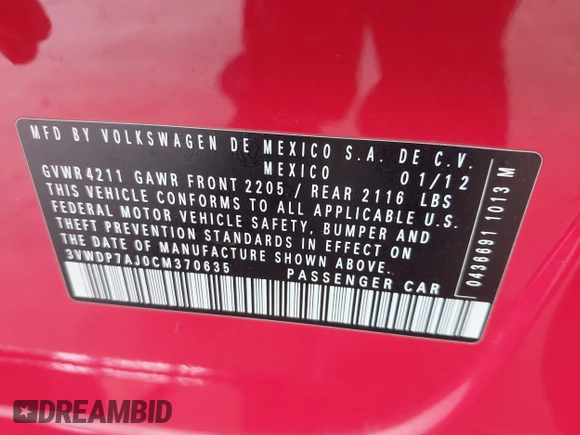 MFD BY VOLKSWAGEN DE MEXICO S.A. DE C.V.
MEXICO 01/12
GVWR 4211 GAWR FRONT 2205 / REAR 2116 LBS
THIS VEHICLE CONFORMS TO ALL APPLICABLE U.S.
FEDERAL MOTOR VEHICLE SAFETY, BUMPER AND
THEFT PREVENTION STANDARDS IN EFFECT ON
THE DATE OF MANUFACTURE SHOWN ABOVE.
3VWDP7AJ0CM370635 PASSENGER CAR
0436691 1013 M
DREAMBID